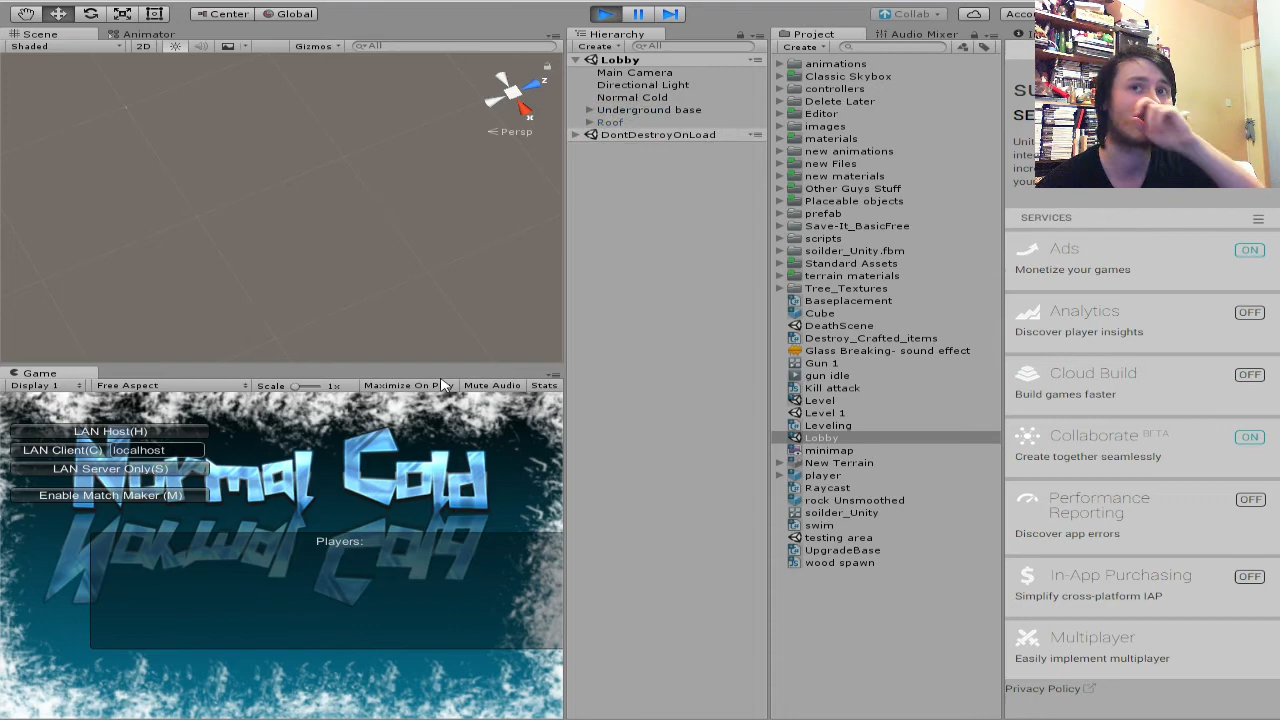 Center
Global
Collab
Accou
Scene
Animator
Shaded
2D
Gizmos
All
z
x
Persp
Hierarchy
Create
All
Lobby
Main Camera
Directional Light
Normal Cold
Underground base
Roof
DontDestroyOnLoad
Project
Audio Mixer
Create
animations
Classic Skybox
controllers
Delete Later
Editor
images
materials
new animations
new Files
new materials
Other Guys Stuff
Placeable objects
prefab
Save-It_BasicFree
scripts
soilder_Unity.fbm
Standard Assets
terrain materials
Tree_Textures
Baseplacement
Cube
DeathScene
Destroy_Crafted_items
Glass Breaking- sound effect
Gun 1
gun idle
Kill attack
Level
Level 1
Leveling
Lobby
minimap
New Terrain
player
Raycast
rock Unsmoothed
soilder_Unity
swim
testing area
UpgradeBase
wood spawn
SERVICES
Ads
ON
Monetize your games
Analytics
OFF
Discover player insights
Cloud Build
OFF
Build games faster
Collaborate BETA
ON
Create together seamlessly
Performance
Reporting
OFF
Discover app errors
In-App Purchasing
OFF
Simplify cross-platform IAP
Multiplayer
Easily implement multiplayer
Privacy Policy
Game
Display 1
Free Aspect
Scale
1x
Maximize On Play
Mute Audio
Stats
LAN Host(H)
LAN Client(C)
localhost
LAN Server Only(S)
Enable Match Maker (M)
Normal Cold
Players: